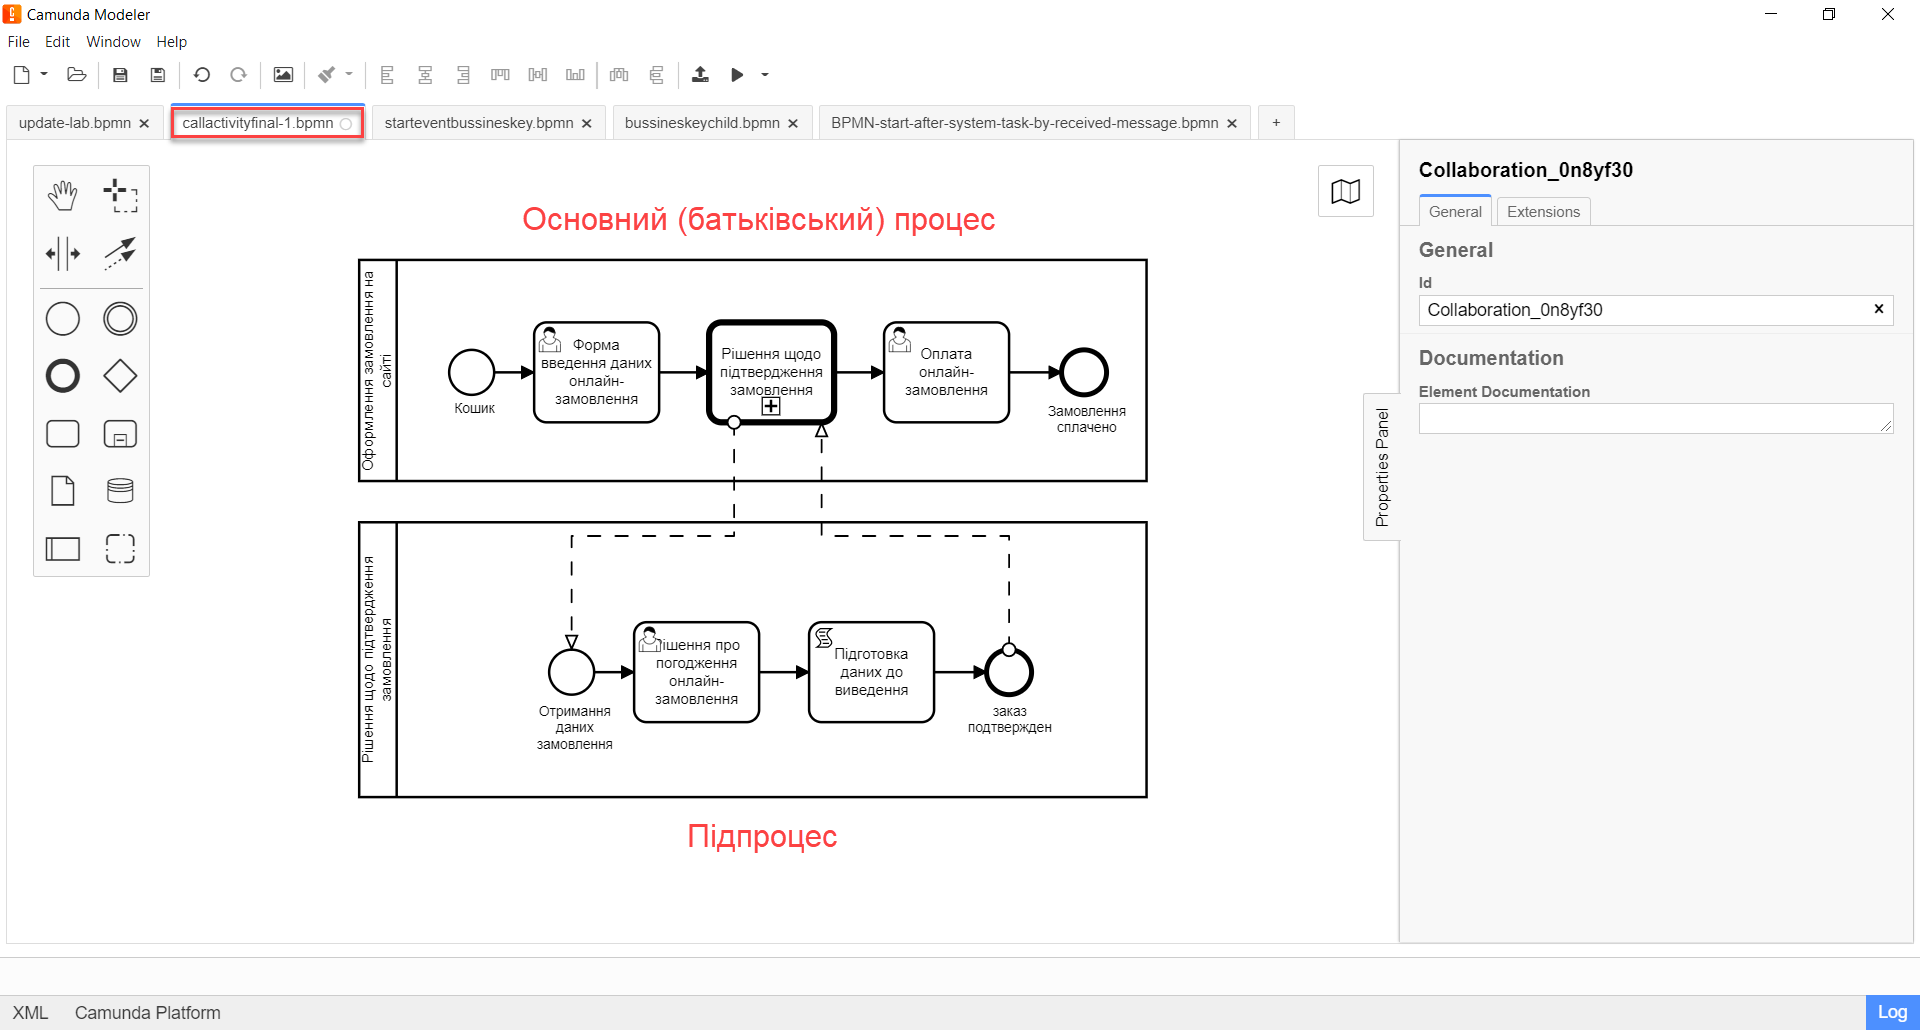 Camunda Modeler
File Edit Window Help
update-lab.bpmn
callactivityfinal-1.bpmn
starteventbussineskey.bpmn
bussineskeychild.bpmn
BPMN-start-after-system-task-by-received-message.bpmn
+
Основний (батьківський) процес
Оформлення замовлення на
сайті
Кошик
Форма
введення даних
онлайн-
замовлення
Рішення щодо
підтвердження
замовлення
Оплата
онлайн-
замовлення
Замовлення
сплачено
Рішення щодо підтвердження
замовлення
Отримання
даних
замовлення
ішення про
погодження
онлайн-
замовлення
Підготовка
даних до
виведення
заказ
подтвержден
Підпроцес
Properties Panel
Collaboration_0n8yf30
General Extensions
General
Id
Collaboration_0n8yf30
Documentation
Element Documentation
XML Camunda Platform
Log